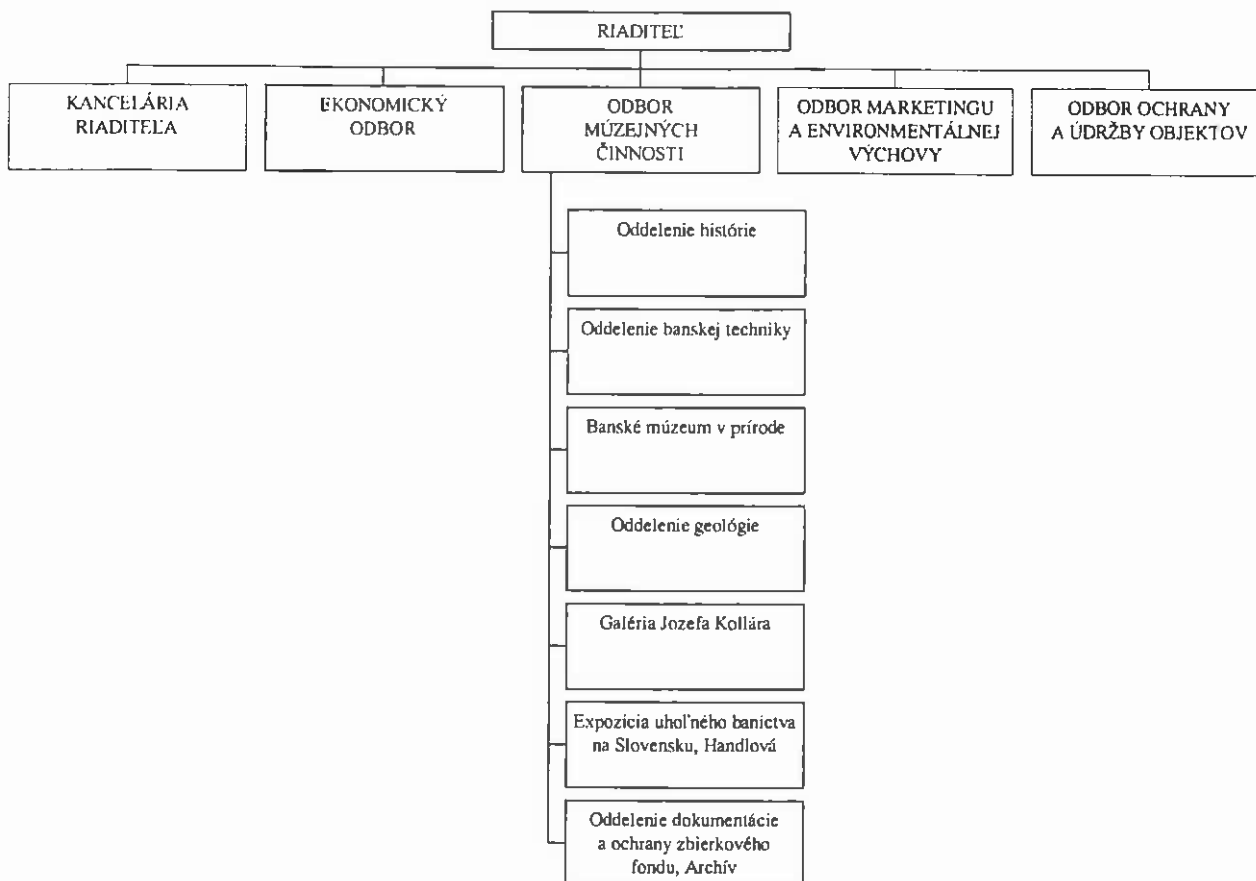 RIADITEĽ
KANCELÁRIA
RIADITEĽA
EKONOMICKÝ
ODBOR
ODBOR
MÚZEJNÝCH
ČINNOSTI
ODBOR MARKETINGU
A ENVIRONMENTÁLNEJ
VÝCHOVY
ODBOR OCHRANY
A ÚDRŽBY OBJEKTOV
Oddelenie histórie
Oddelenie banskej techniky
Banské múzeum v prírode
Oddelenie geológie
Galéria Jozefa Kollára
Expozícia uhoľného baníctva
na Slovensku, Handlová
Oddelenie dokumentácie
a ochrany zbierkového
fondu, Archív